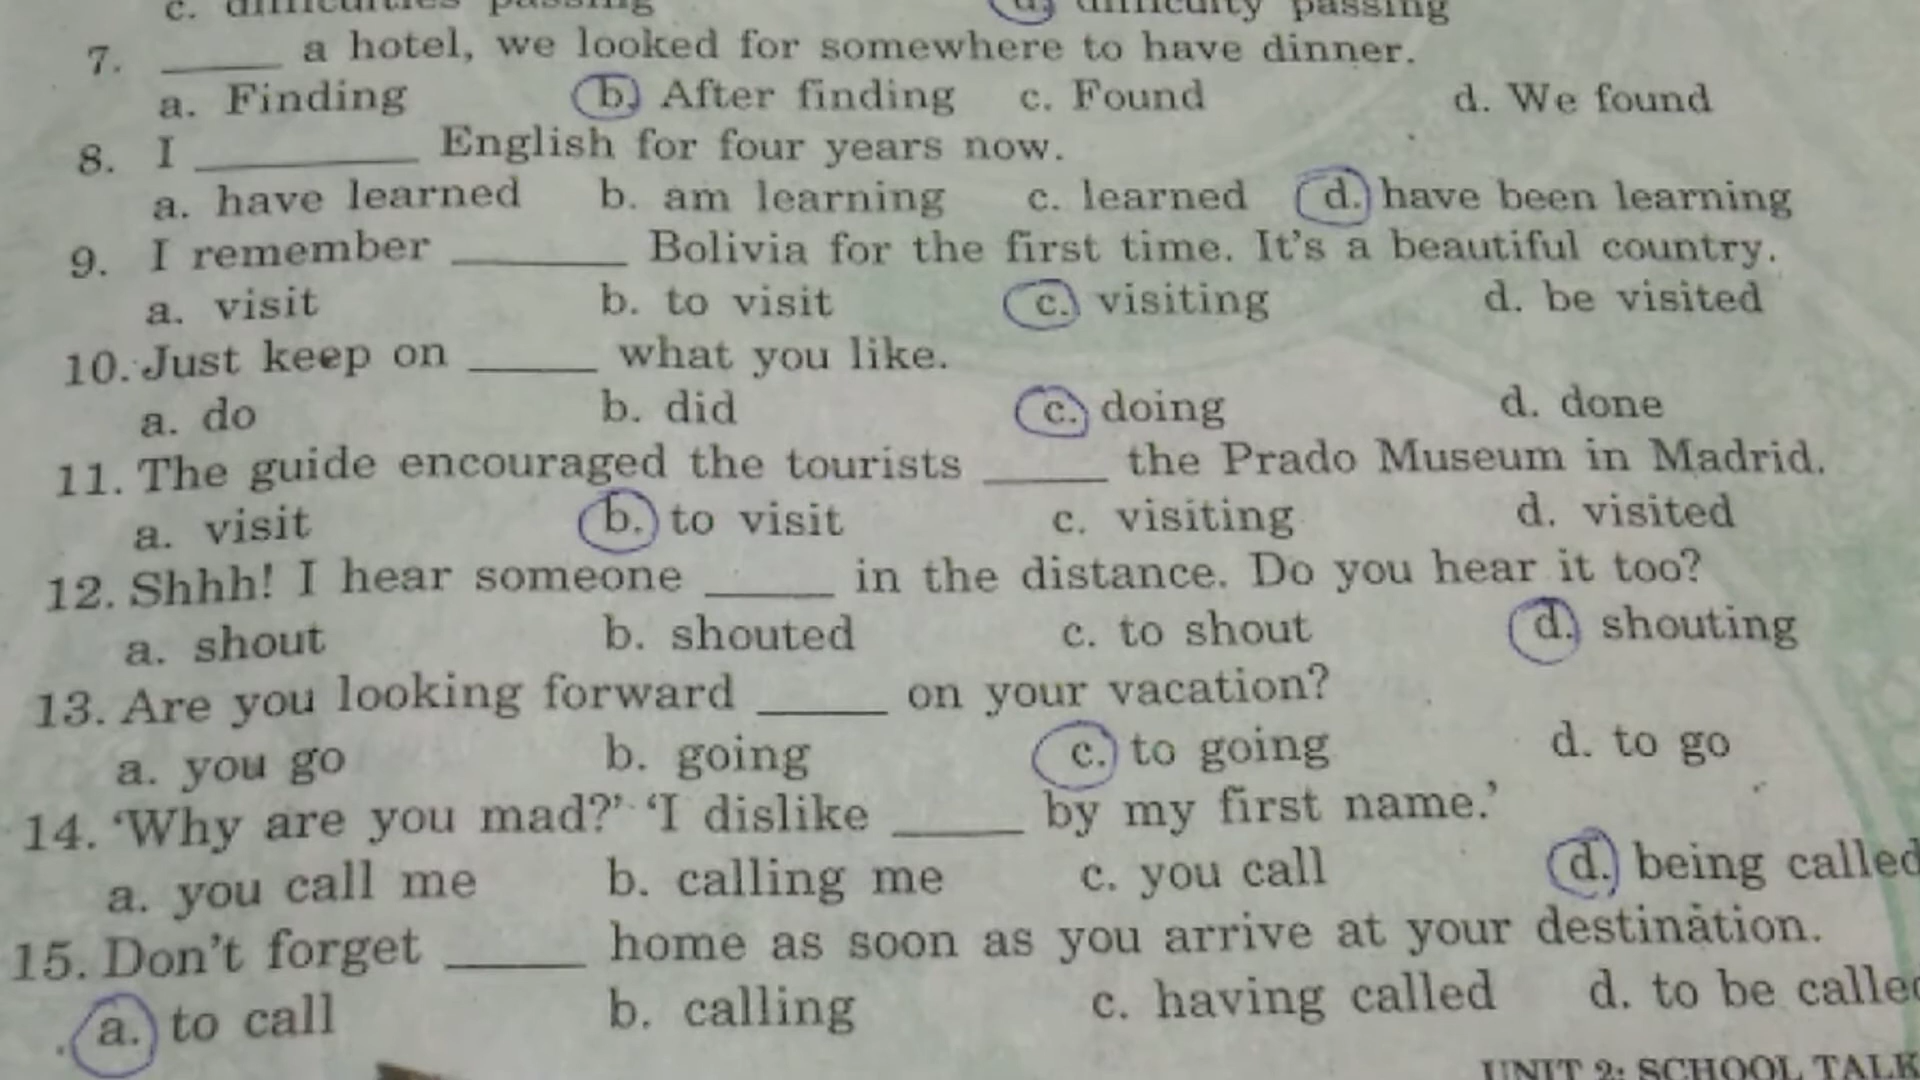 c. difficulties passing d. difficulty passing
7. _____ a hotel, we looked for somewhere to have dinner.
a. Finding b. After finding c. Found d. We found
8. I _____ English for four years now.
a. have learned b. am learning c. learned d. have been learning
9. I remember _____ Bolivia for the first time. It's a beautiful country.
a. visit b. to visit c. visiting d. be visited
10. Just keep on _____ what you like.
a. do b. did c. doing d. done
11. The guide encouraged the tourists _____ the Prado Museum in Madrid.
a. visit b. to visit c. visiting d. visited
12. Shhh! I hear someone _____ in the distance. Do you hear it too?
a. shout b. shouted c. to shout d. shouting
13. Are you looking forward _____ on your vacation?
a. you go b. going c. to going d. to go
14. 'Why are you mad?' 'I dislike _____ by my first name.'
a. you call me b. calling me c. you call d. being called
15. Don't forget _____ home as soon as you arrive at your destination.
a. to call b. calling c. having called d. to be called
UNIT 2: SCHOOL TALK